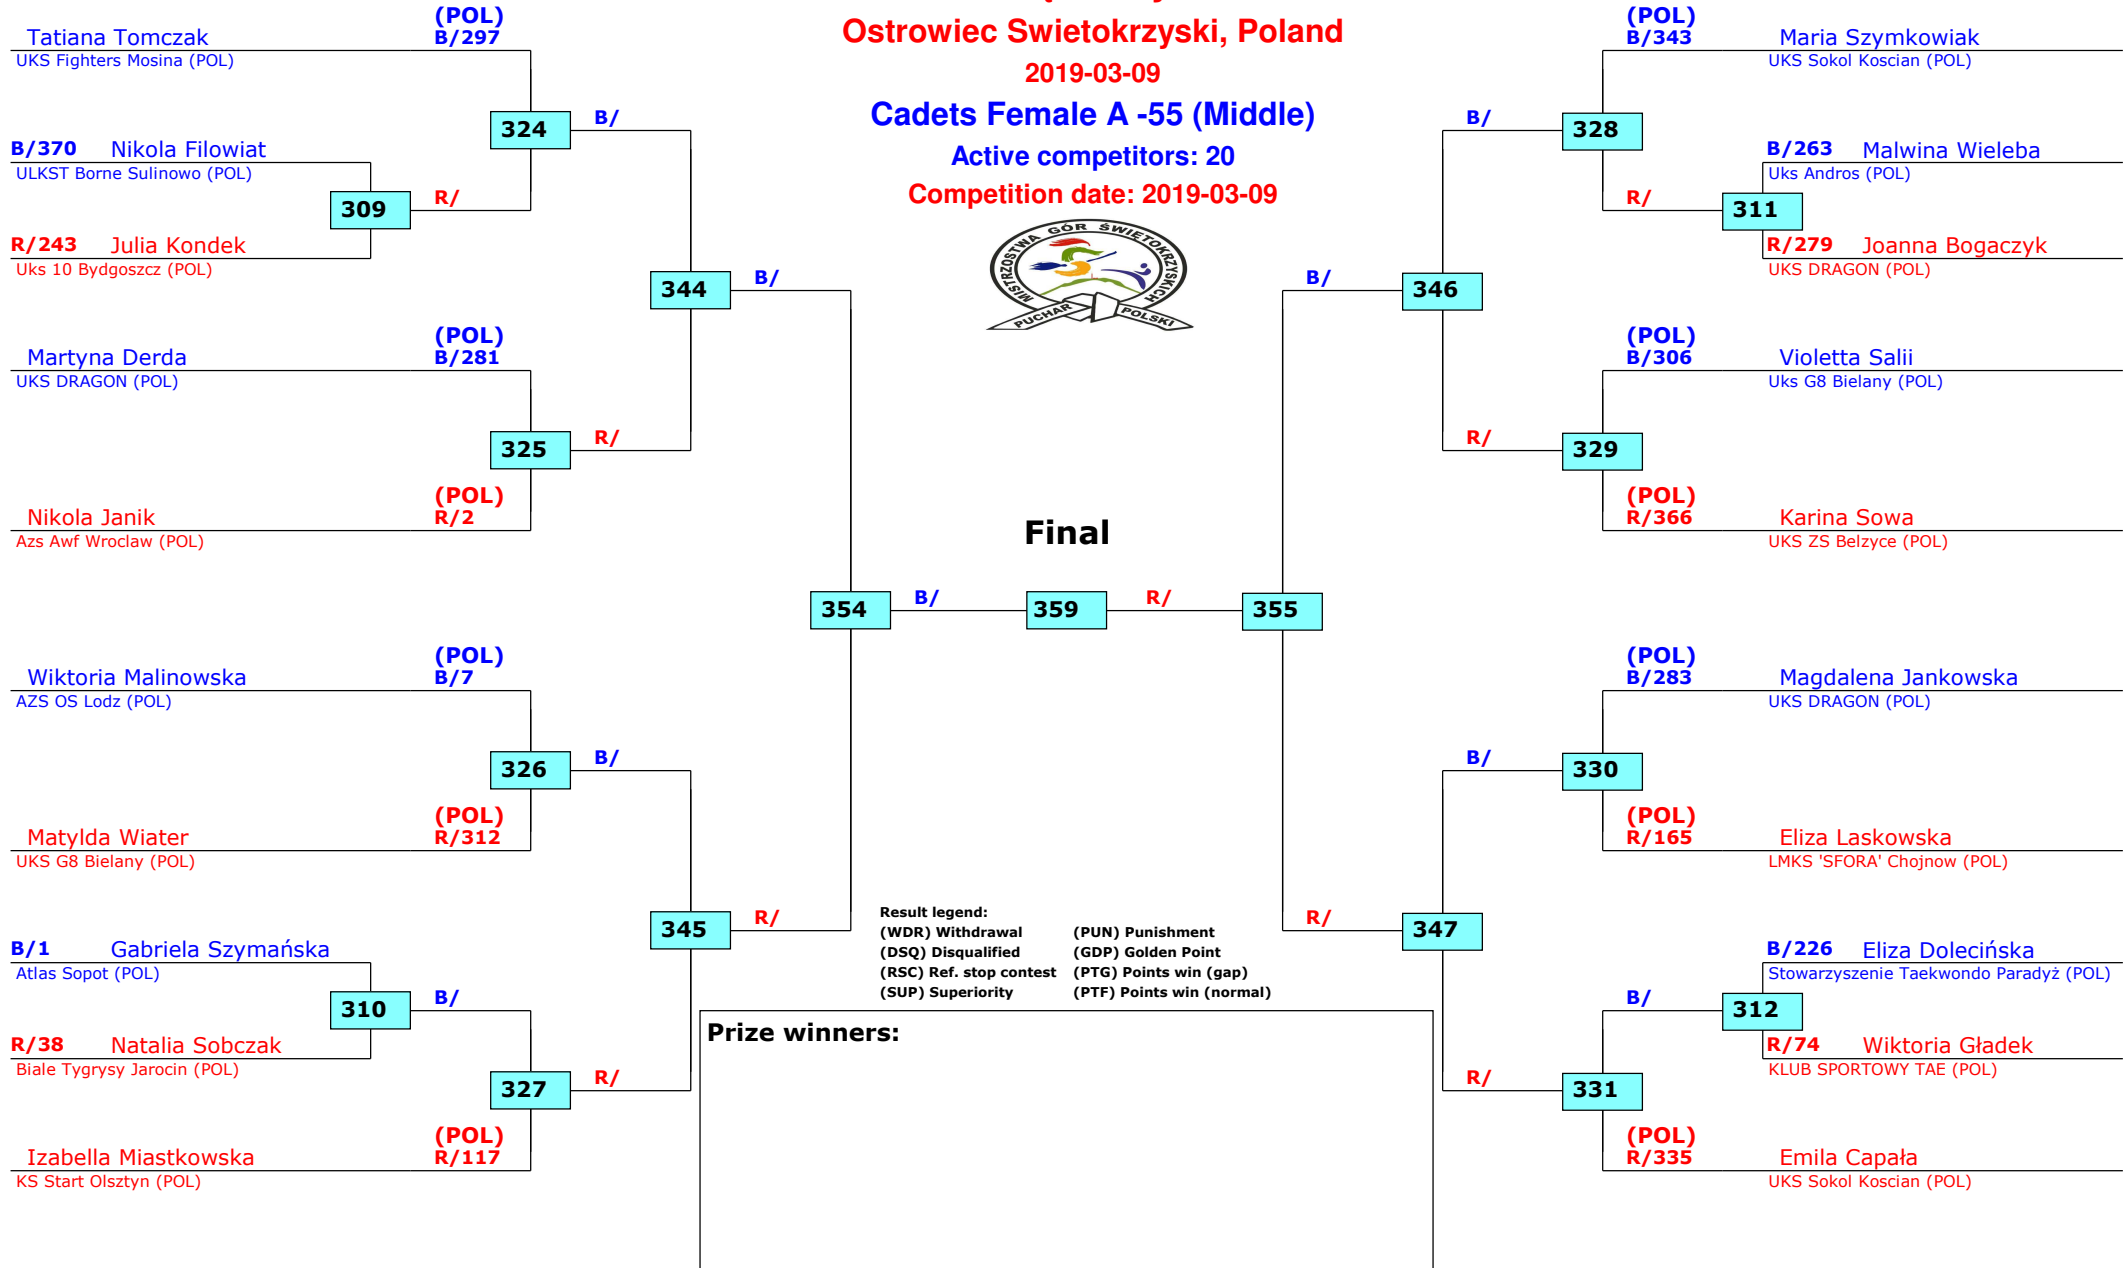 Ostrowiec Swietokrzyski, Poland
2019-03-09
Cadets Female A -55 (Middle)
Active competitors: 20
Competition date: 2019-03-09
MISTRZOSTWA GÓR ŚWIĘTOKRZYSKICH
PUCHAR POLSKI
(POL)
Tatiana Tomczak B/297
UKS Fighters Mosina (POL)
324 B/
B/370 Nikola Filowiat
ULKST Borne Sulinowo (POL)
309 R/
R/243 Julia Kondek
Uks 10 Bydgoszcz (POL)
344 B/
(POL)
Martyna Derda B/281
UKS DRAGON (POL)
325 R/
(POL)
Nikola Janik R/2
Azs Awf Wroclaw (POL)
Final
354 B/ 359 R/ 355
(POL)
Wiktoria Malinowska B/7
AZS OS Lodz (POL)
326 B/
(POL)
Matylda Wiater R/312
UKS G8 Bielany (POL)
345 R/
B/1 Gabriela Szymańska
Atlas Sopot (POL)
310 B/
R/38 Natalia Sobczak
Biale Tygrysy Jarocin (POL)
327 R/
(POL)
Izabella Miastkowska R/117
KS Start Olsztyn (POL)
(POL)
B/343 Maria Szymkowiak
UKS Sokol Koscian (POL)
B/ 328
B/263 Malwina Wieleba
Uks Andros (POL)
R/ 311
R/279 Joanna Bogaczyk
UKS DRAGON (POL)
B/ 346
(POL)
B/306 Violetta Salii
Uks G8 Bielany (POL)
R/ 329
(POL)
R/366 Karina Sowa
UKS ZS Belzyce (POL)
(POL)
B/283 Magdalena Jankowska
UKS DRAGON (POL)
B/ 330
(POL)
R/165 Eliza Laskowska
LMKS 'SFORA' Chojnow (POL)
R/ 347
B/226 Eliza Dolecińska
Stowarzyszenie Taekwondo Paradyż (POL)
B/ 312
R/74 Wiktoria Gładek
KLUB SPORTOWY TAE (POL)
R/ 331
(POL)
R/335 Emila Capała
UKS Sokol Koscian (POL)
Result legend:
(WDR) Withdrawal (PUN) Punishment
(DSQ) Disqualified (GDP) Golden Point
(RSC) Ref. stop contest (PTG) Points win (gap)
(SUP) Superiority (PTF) Points win (normal)
Prize winners: